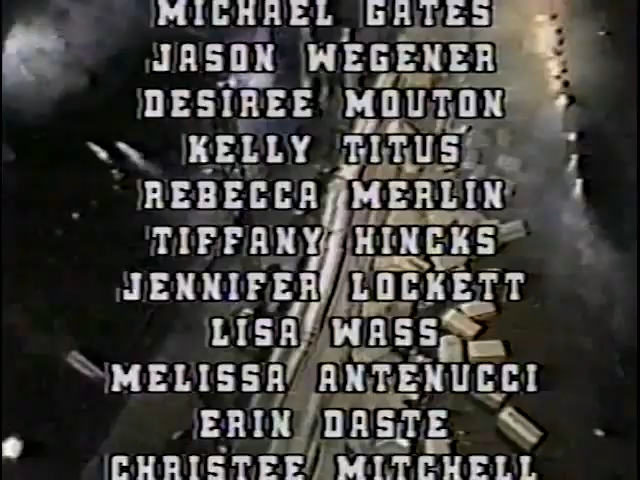 MICHAEL GATES
JASON WEGENER
DESIREE MOUTON
KELLY TITUS
REBECCA MERLIN
TIFFANY HINCKS
JENNIFER LOCKETT
LISA WASS
MELISSA ANTENUCCI
ERIN DASTE
CHRISTEE MITCHELL